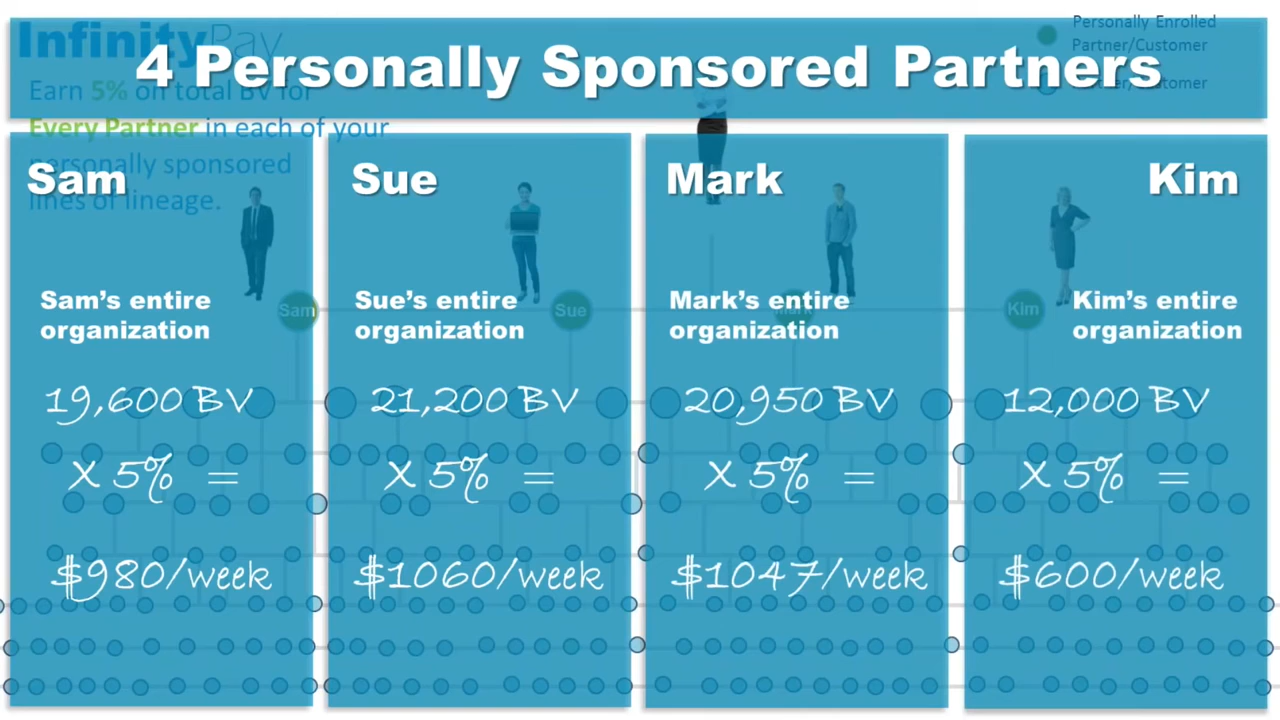 InfinityPay
4 Personally Sponsored Partners
Personally Enrolled
Partner/Customer
Earn 5% on total BV for
Every Partner in each of your
personally sponsored
lines of lineage.
Sam
Sue
Mark
Kim
Sam's entire
organization
Sam
Sue's entire
organization
Sue
Mark's entire
organization
Mark
Kim
Kim's entire
organization
19,600 BV
21,200 BV
20,950 BV
12,000 BV
X 5% =
X 5% =
X 5% =
X 5% =
$980/week
$1060/week
$1047/week
$600/week